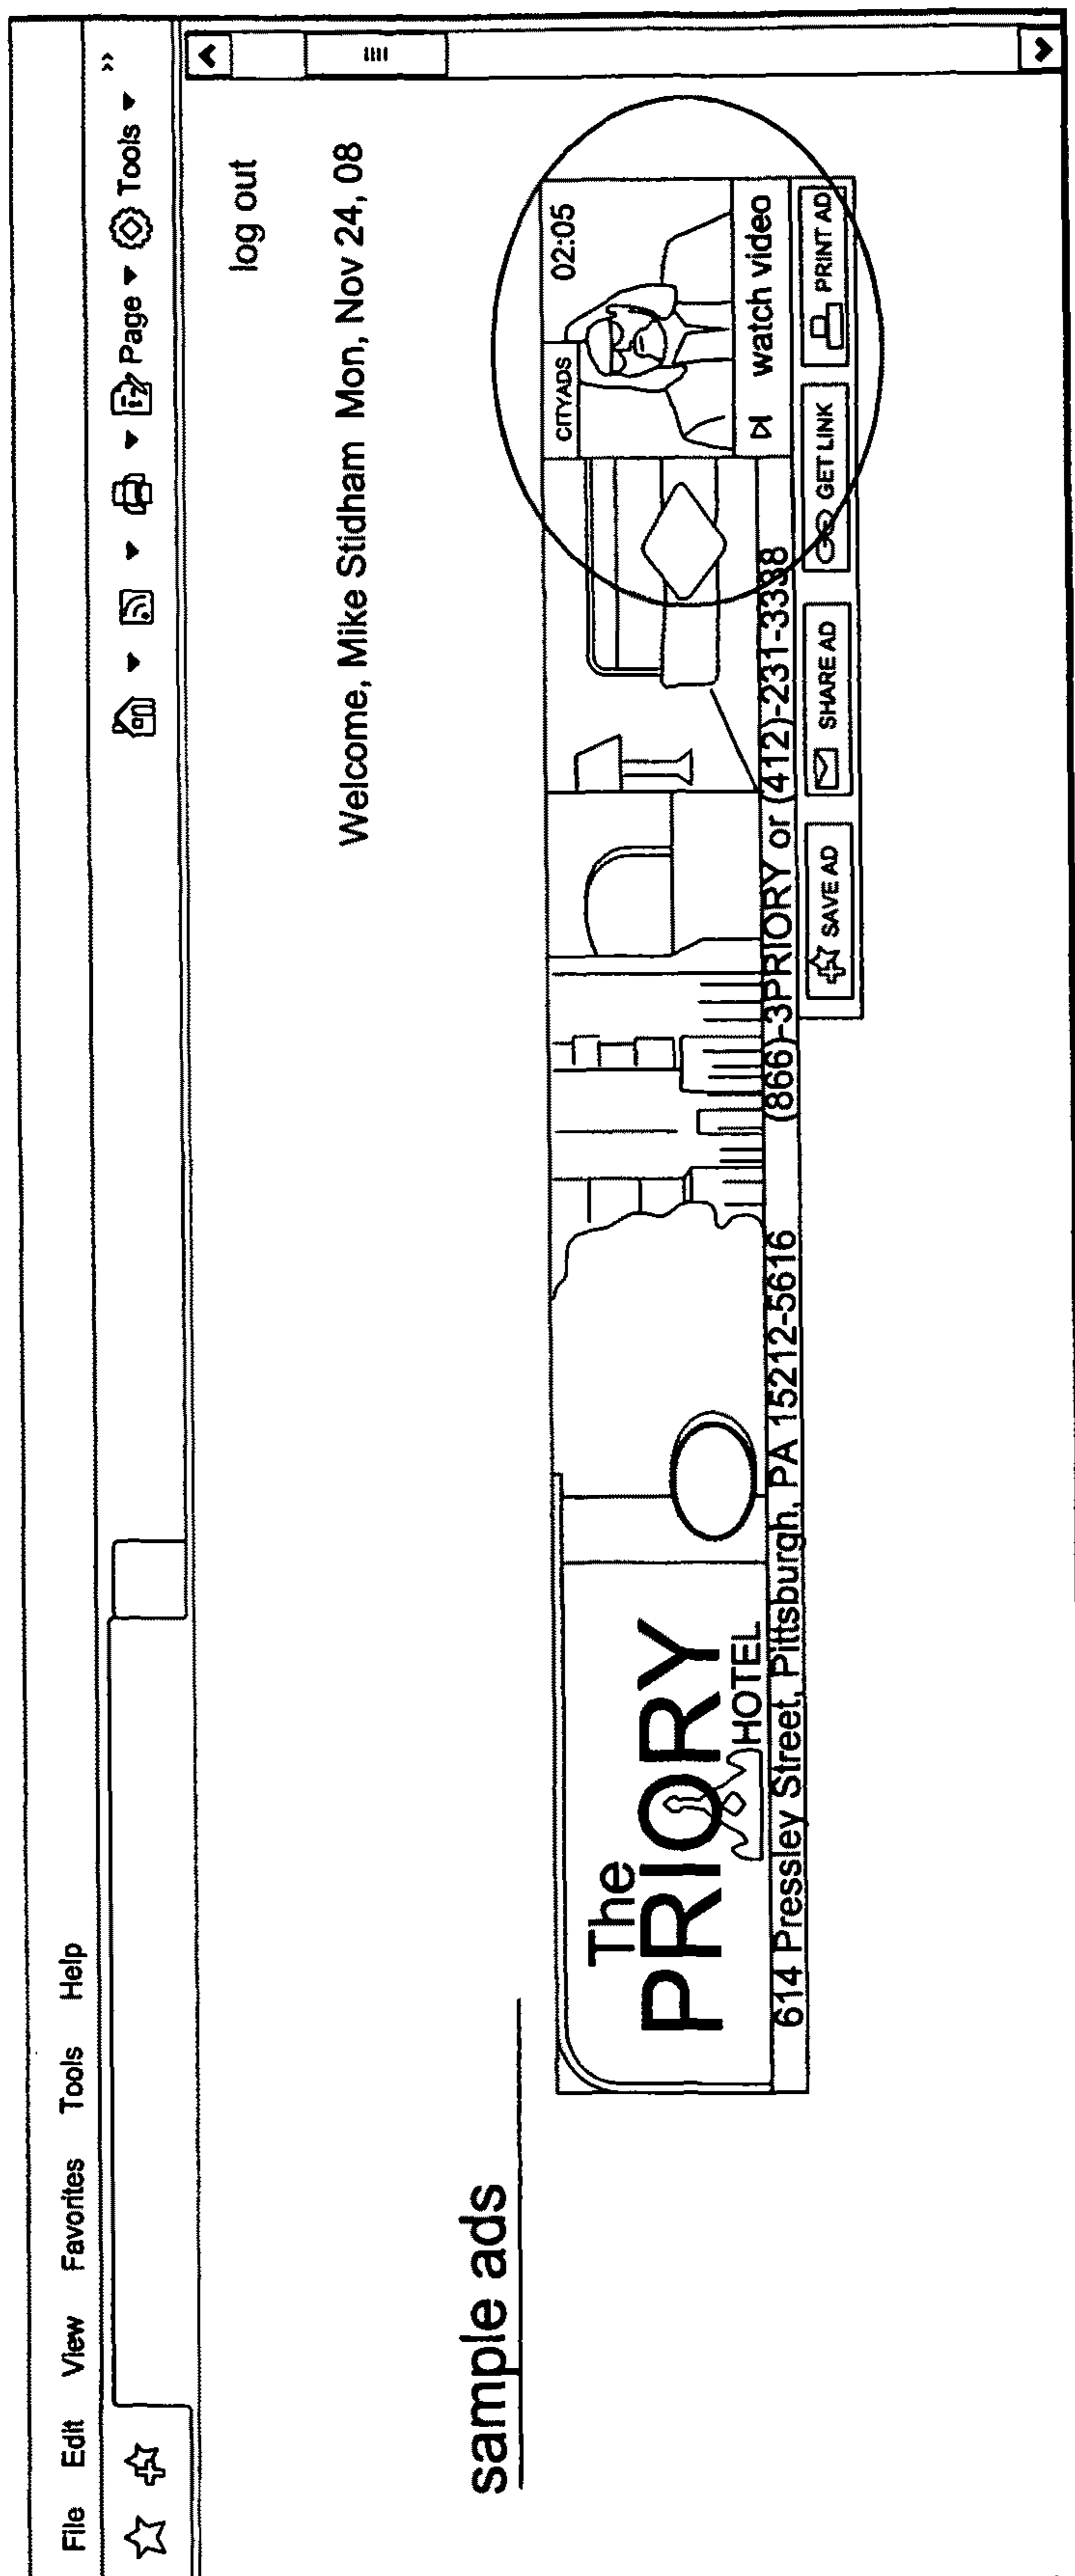 File Edit View Favorites Tools Help
Page Tools »
log out
Welcome, Mike Stidham Mon, Nov 24, 08
sample ads
The
PRIORY
HOTEL
CITYADS
02:05
watch video
614 Pressley Street, Pittsburgh, PA 15212-5616 (866)-3PRIORY or (412)-231-3338
SAVE AD SHARE AD GET LINK PRINT AD